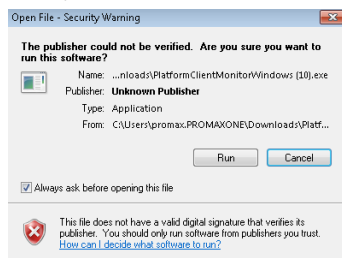 Open File - Security Warning
The publisher could not be verified. Are you sure you want to
run this software?
Name: ...nloads\PlatformClientMonitorWindows (10).exe
Publisher: Unknown Publisher
Type: Application
From: C:\Users\promax.PROMAXONE\Downloads\Platf...
Run Cancel
Always ask before opening this file
This file does not have a valid digital signature that verifies its
publisher. You should only run software from publishers you trust.
How can I decide what software to run?